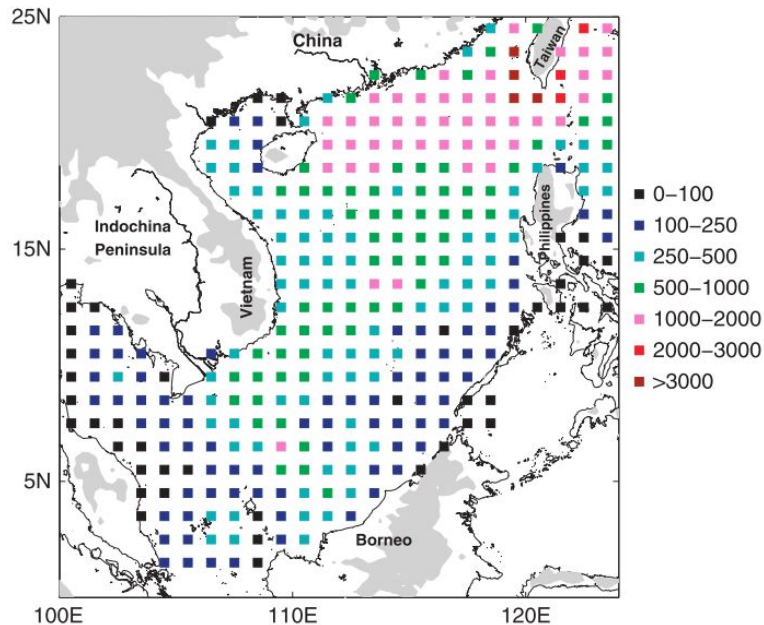 25N
China
Taiwan
0-100
100-250
Indochina
Peninsula
15N
Vietnam
Philippines
250-500
500-1000
1000-2000
2000-3000
>3000
5N
Borneo
100E
110E
120E